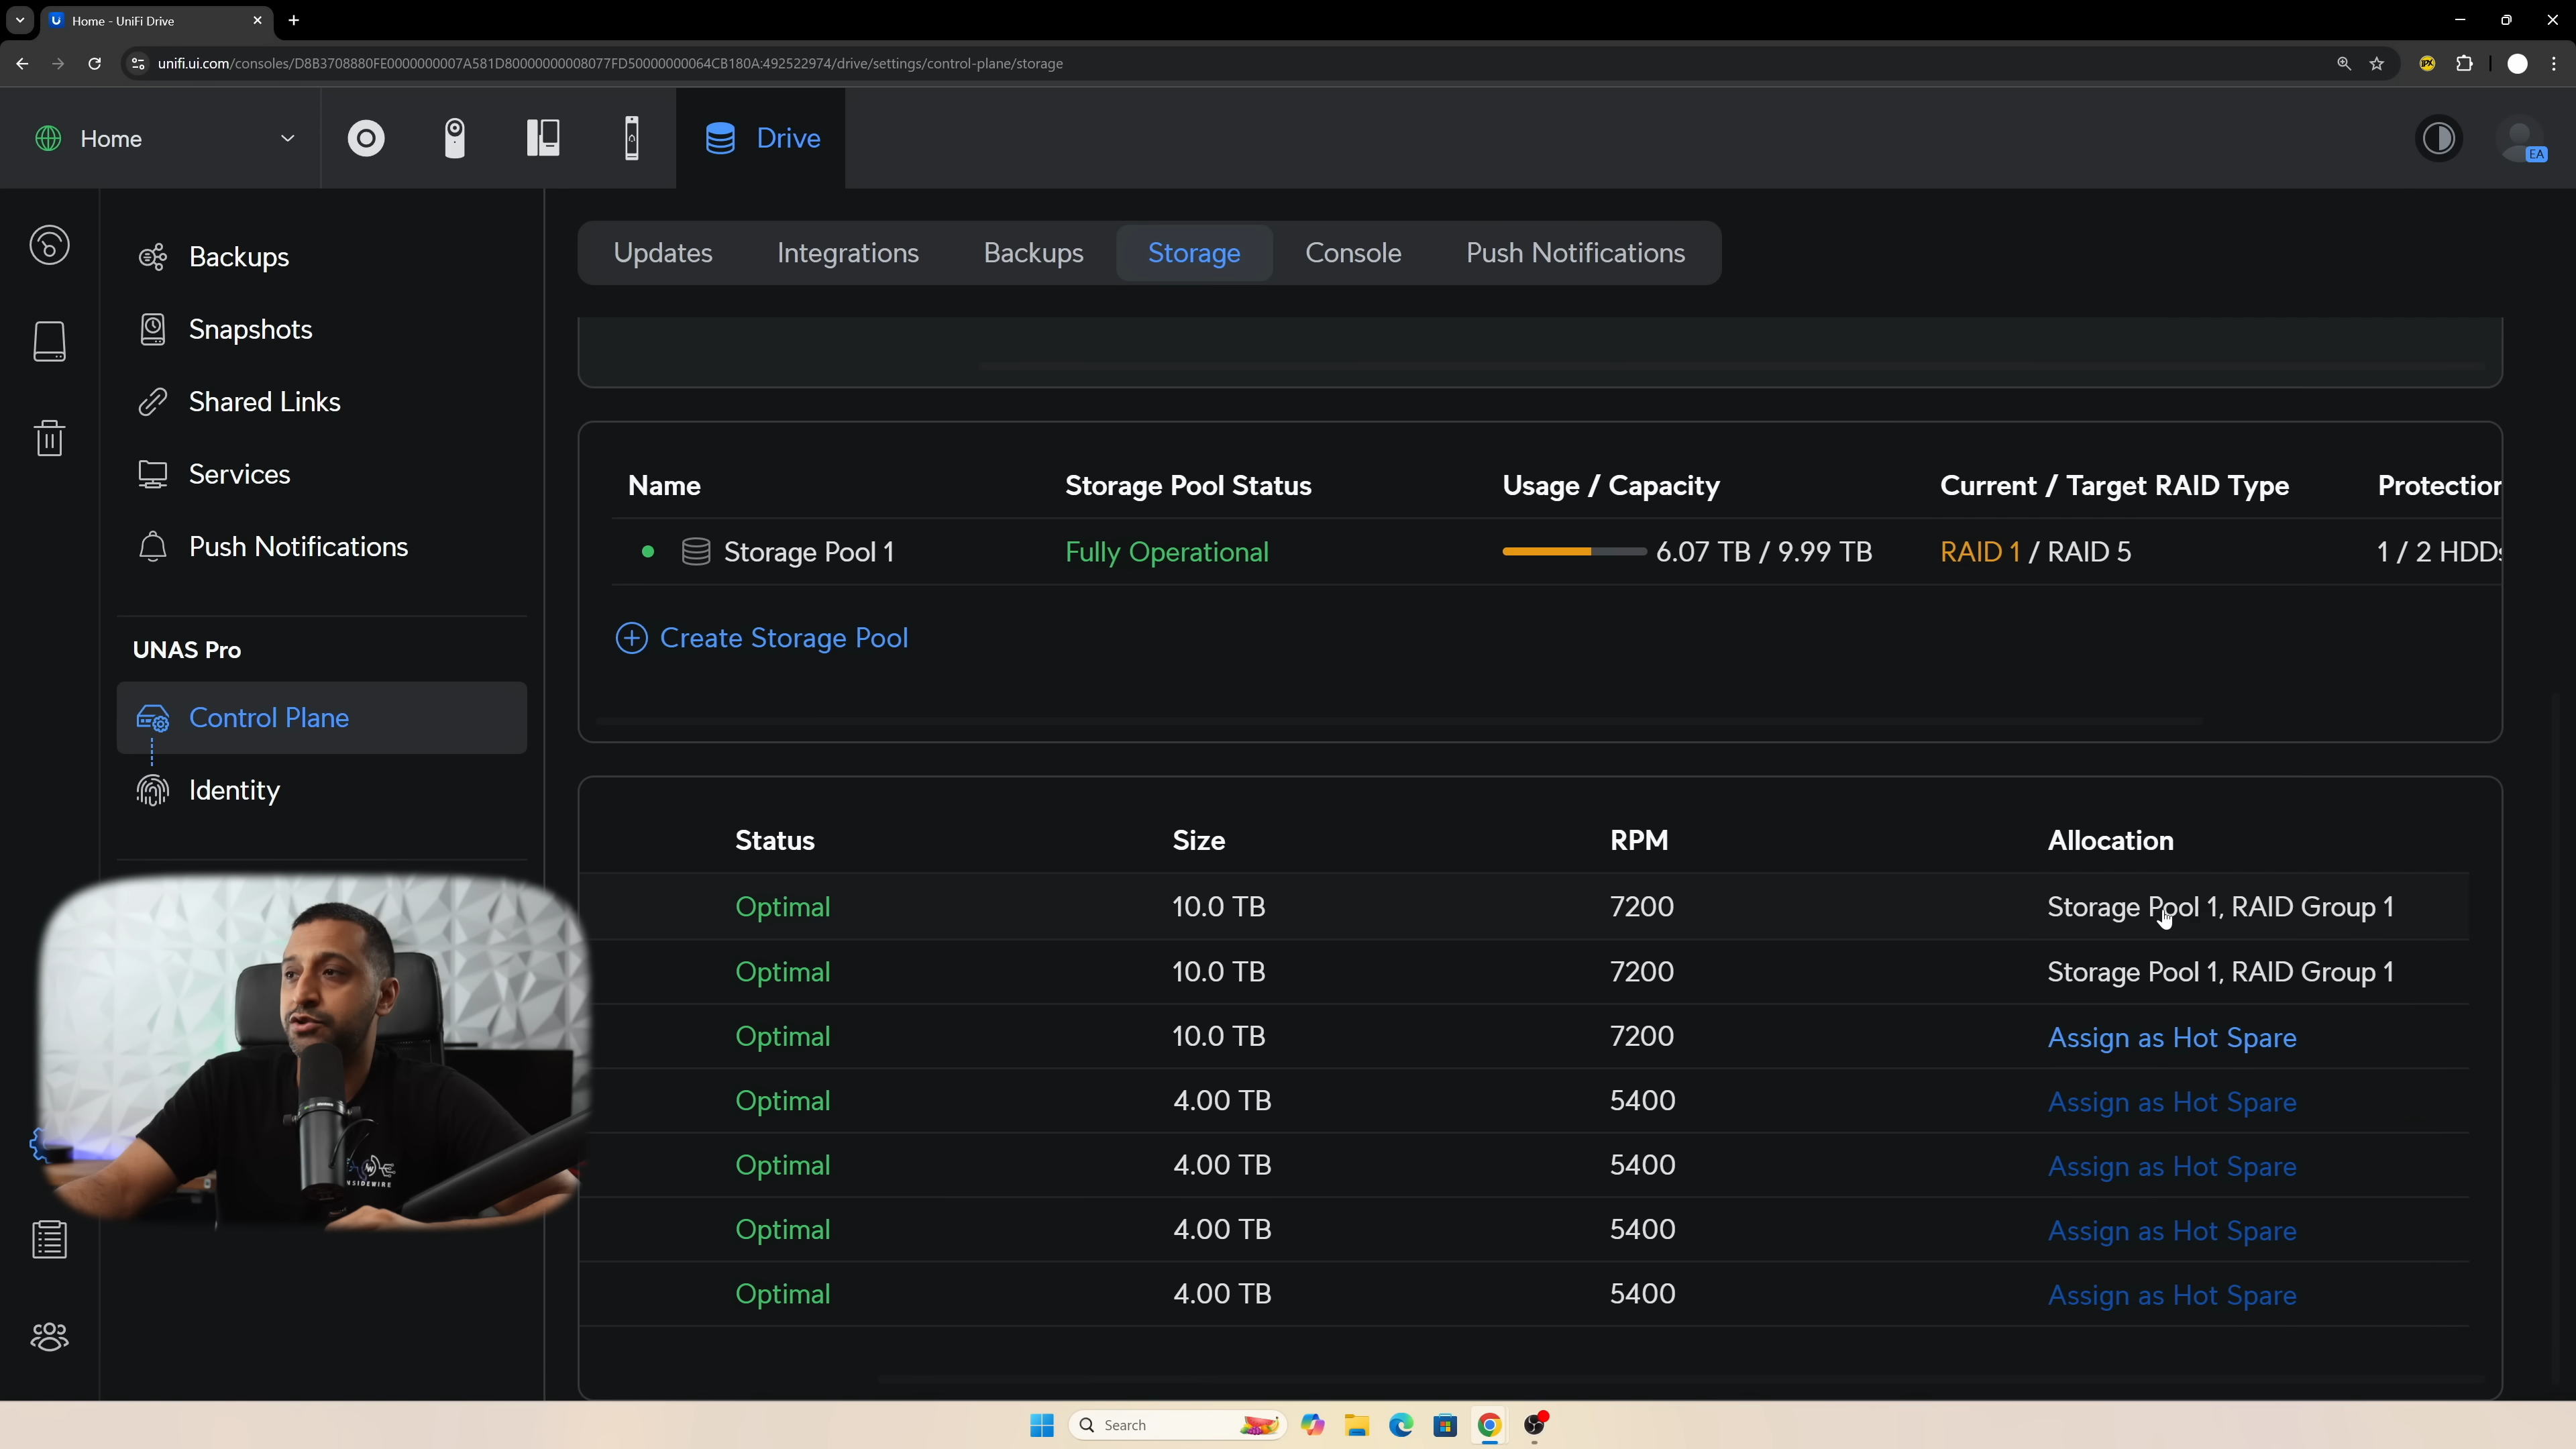 Home - UniFi Drive
unifi.ui.com/consoles/D8B3708880FE0000000007A581D80000000008077FD50000000064CB180A:492522974/drive/settings/control-plane/storage
Home
Drive
EA
Backups
Snapshots
Shared Links
Services
Push Notifications
UNAS Pro
Control Plane
Identity
Updates Integrations Backups Storage Console Push Notifications
Name Storage Pool Status Usage / Capacity Current / Target RAID Type Protection
Storage Pool 1 Fully Operational 6.07 TB / 9.99 TB RAID 1 / RAID 5 1 / 2 HDDs
Create Storage Pool
Status Size RPM Allocation
Optimal 10.0 TB 7200 Storage Pool 1, RAID Group 1
Optimal 10.0 TB 7200 Storage Pool 1, RAID Group 1
Optimal 10.0 TB 7200 Assign as Hot Spare
Optimal 4.00 TB 5400 Assign as Hot Spare
Optimal 4.00 TB 5400 Assign as Hot Spare
Optimal 4.00 TB 5400 Assign as Hot Spare
Optimal 4.00 TB 5400 Assign as Hot Spare
Search